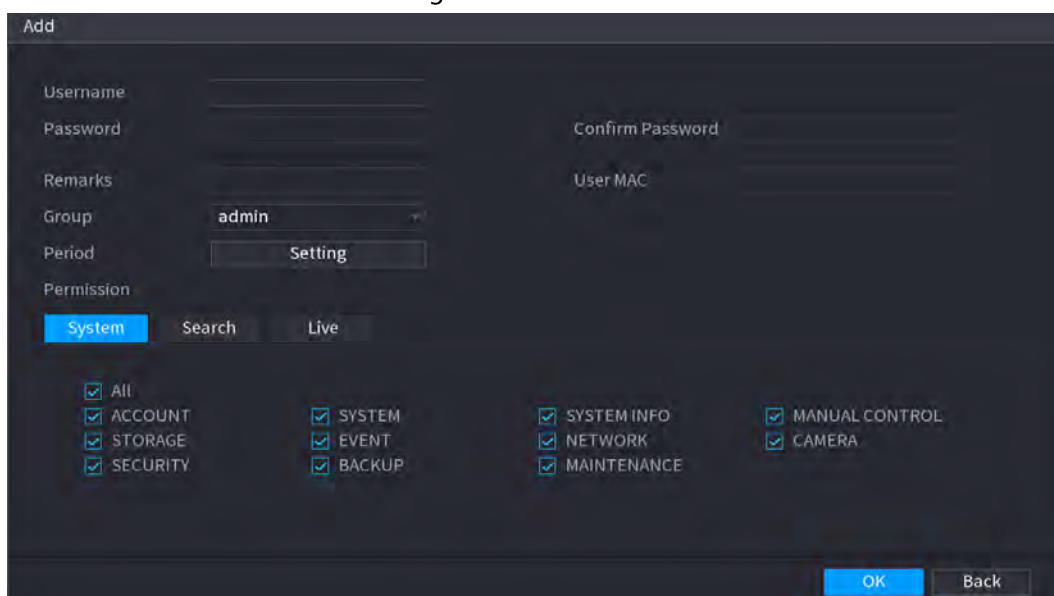 Add
Username
Password Confirm Password
Remarks User MAC
Group admin
Period Setting
Permission
System Search Live
All
ACCOUNT SYSTEM SYSTEM INFO MANUAL CONTROL
STORAGE EVENT NETWORK CAMERA
SECURITY BACKUP MAINTENANCE
OK Back